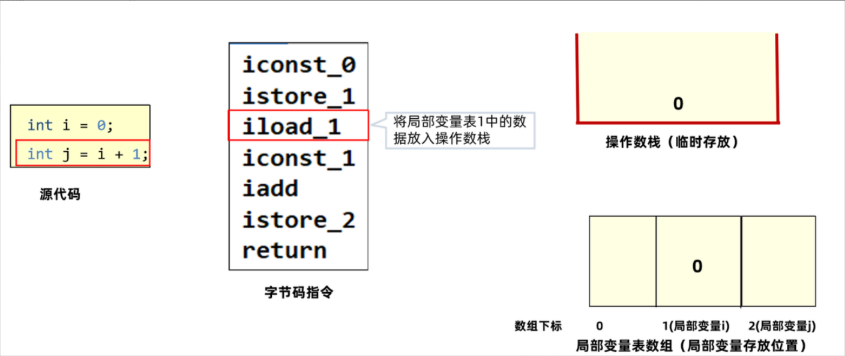 int i = 0;
int j = i + 1;
源代码
iconst_0
istore_1
iload_1
iconst_1
iadd
istore_2
return
字节码指令
将局部变量表1中的数
据放入操作数栈
0
操作数栈（临时存放）
0
数组下标 0 1(局部变量i) 2(局部变量j)
局部变量表数组（局部变量存放位置）